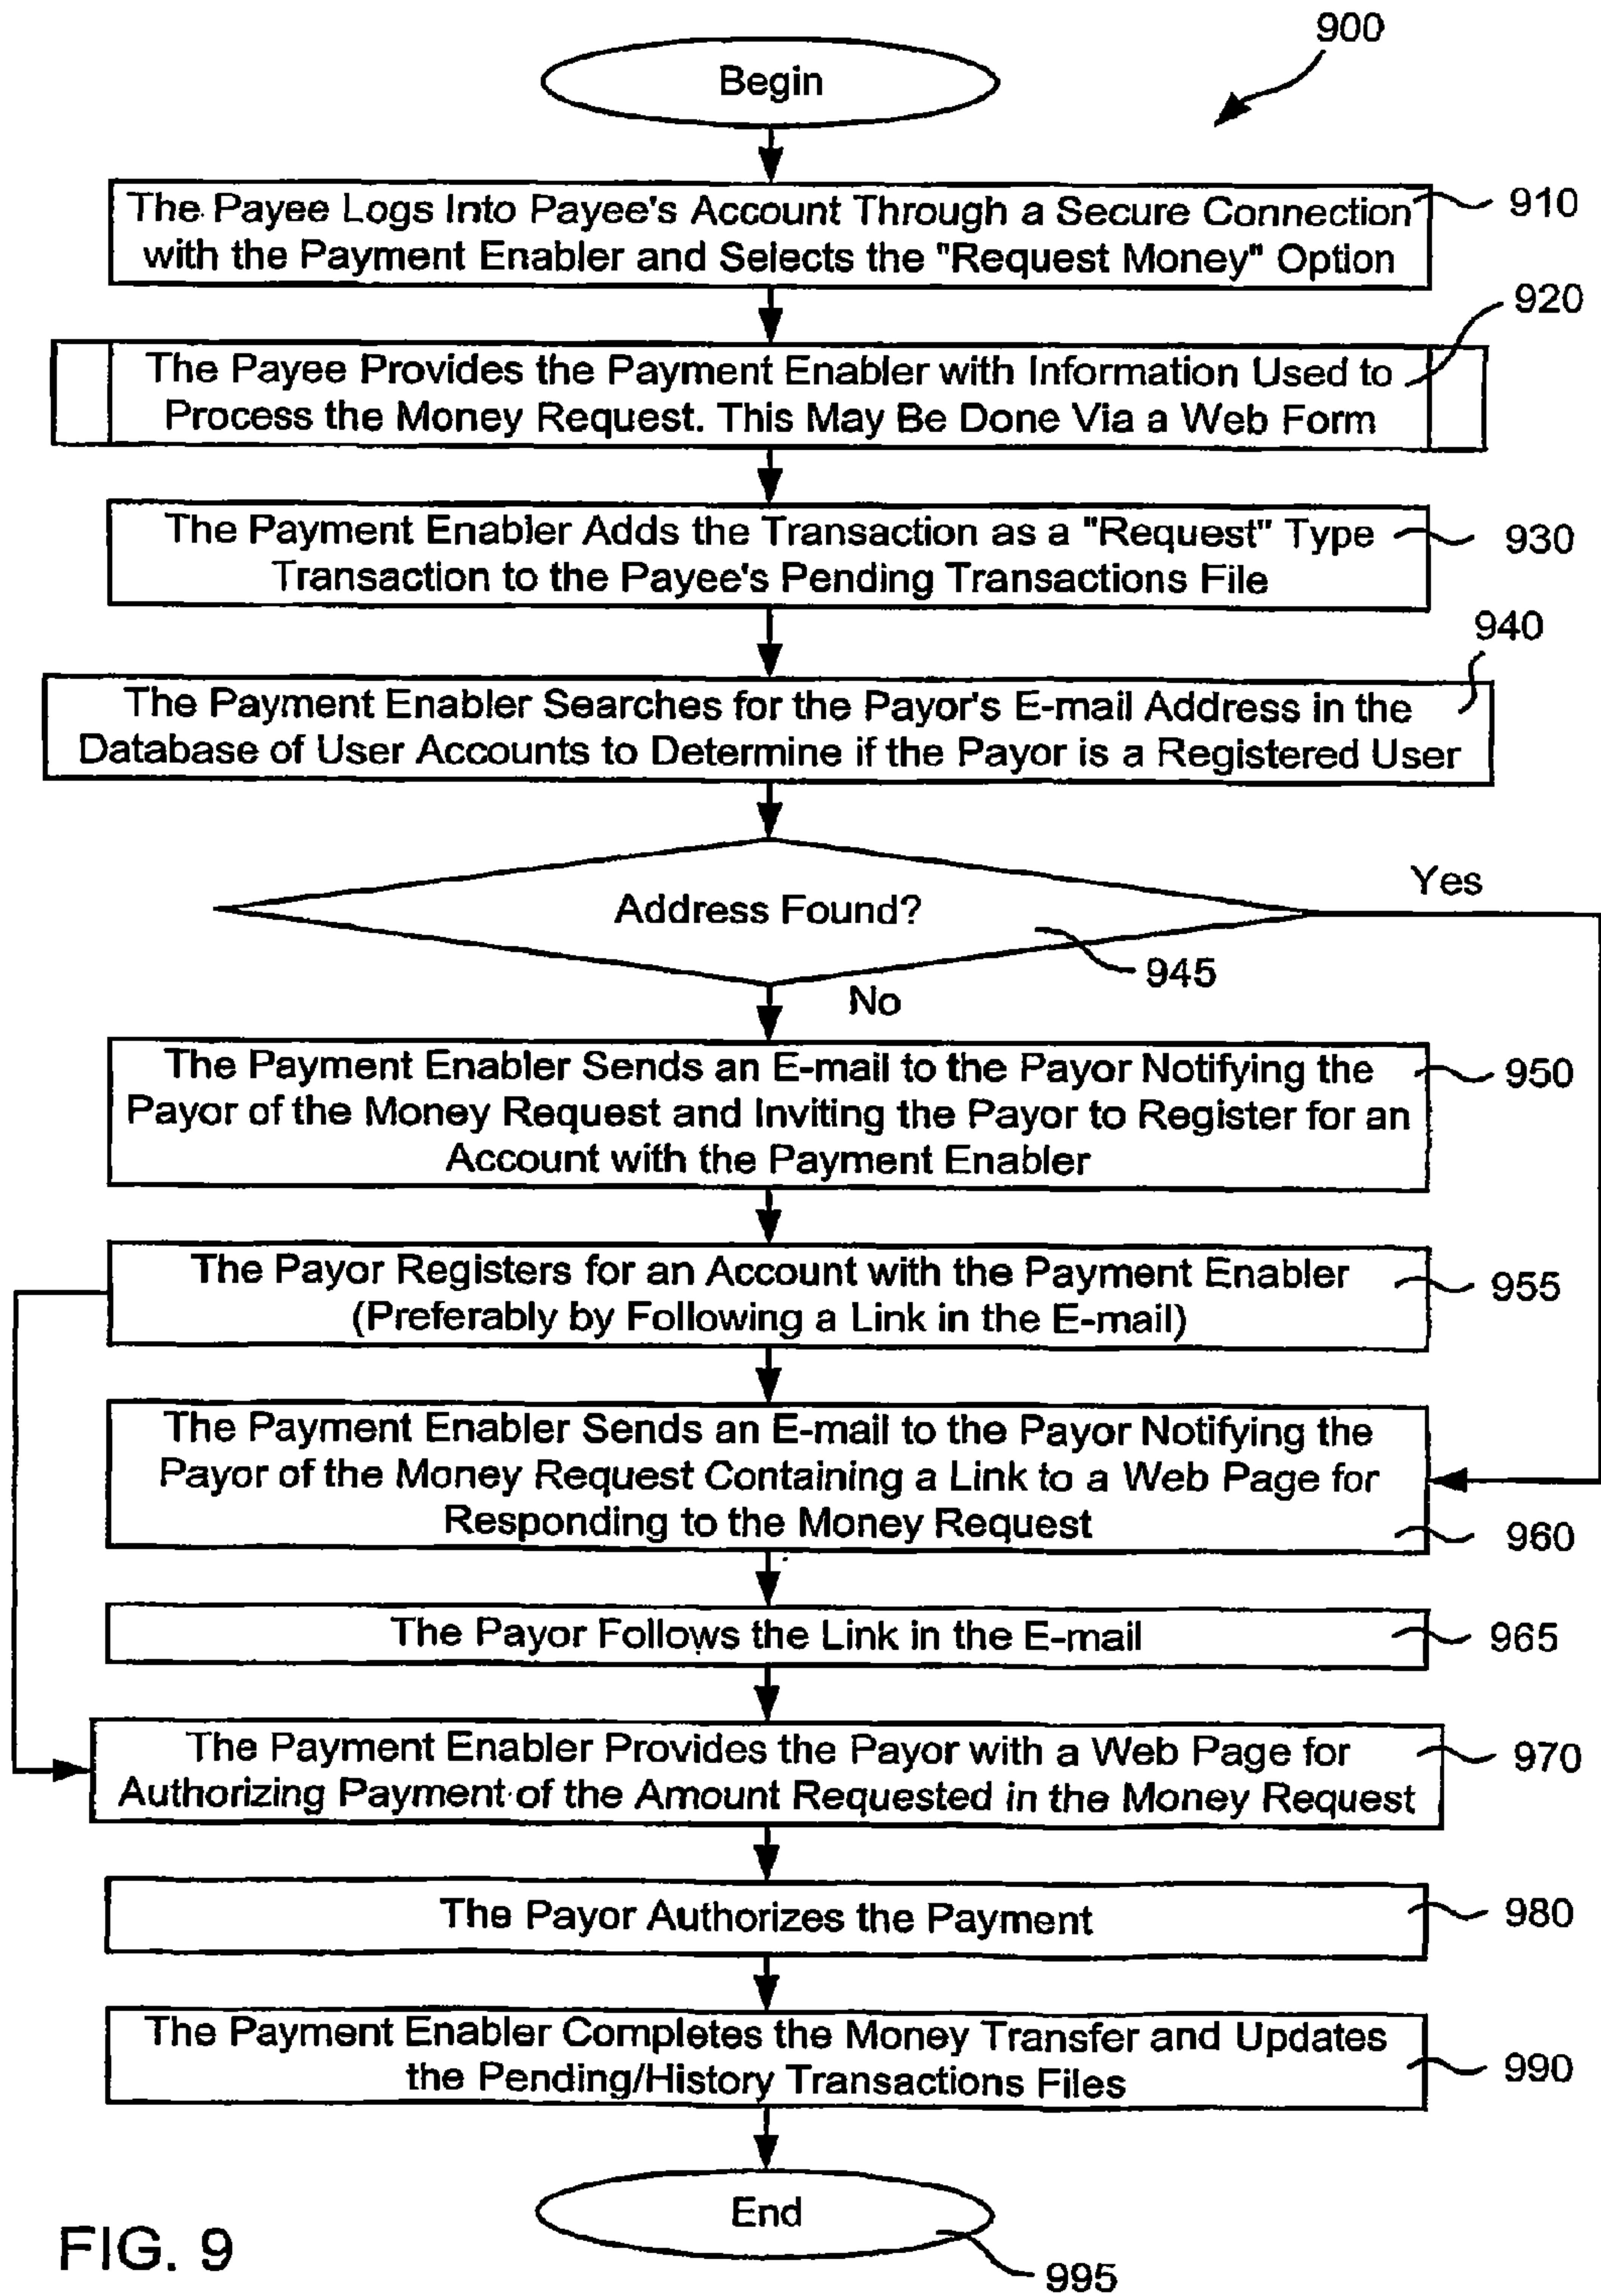 900
Begin
The Payee Logs Into Payee's Account Through a Secure Connection
with the Payment Enabler and Selects the "Request Money" Option
910
920
The Payee Provides the Payment Enabler with Information Used to
Process the Money Request. This May Be Done Via a Web Form
The Payment Enabler Adds the Transaction as a "Request" Type
Transaction to the Payee's Pending Transactions File
930
940
The Payment Enabler Searches for the Payor's E-mail Address in the
Database of User Accounts to Determine if the Payor is a Registered User
Yes
Address Found?
945
No
The Payment Enabler Sends an E-mail to the Payor Notifying the
Payor of the Money Request and Inviting the Payor to Register for an
Account with the Payment Enabler
950
The Payor Registers for an Account with the Payment Enabler
(Preferably by Following a Link in the E-mail)
955
The Payment Enabler Sends an E-mail to the Payor Notifying the
Payor of the Money Request Containing a Link to a Web Page for
Responding to the Money Request
960
The Payor Follows the Link in the E-mail
965
The Payment Enabler Provides the Payor with a Web Page for
Authorizing Payment of the Amount Requested in the Money Request
970
The Payor Authorizes the Payment
980
The Payment Enabler Completes the Money Transfer and Updates
the Pending/History Transactions Files
990
End
995
FIG. 9